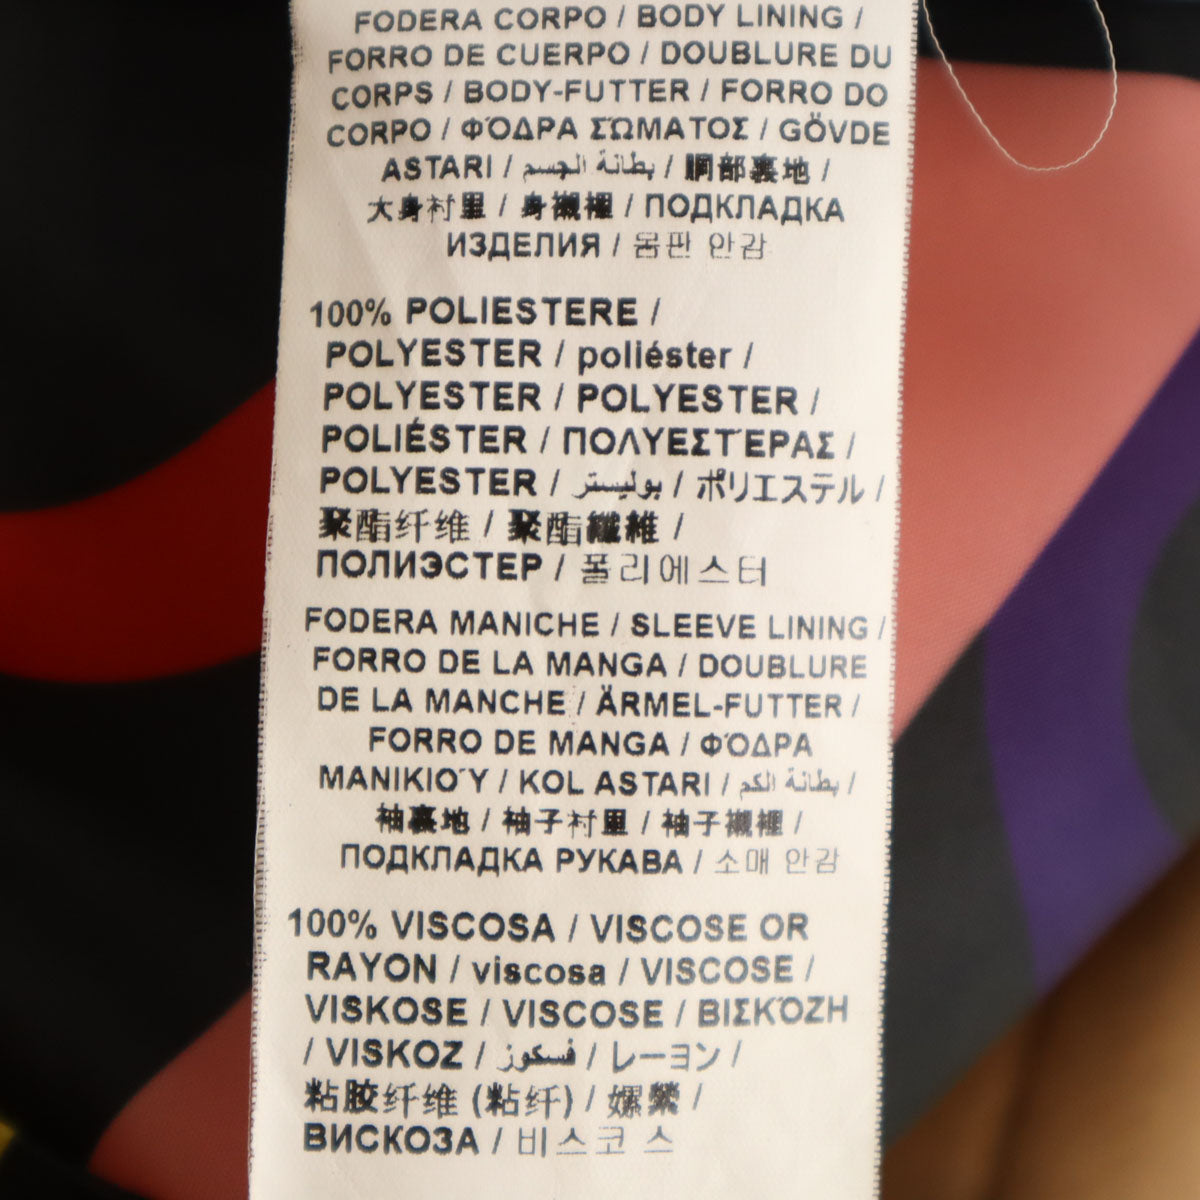 FODERA CORPO / BODY LINING /
FORRO DE CUERPO / DOUBLURE DU
CORPS / BODY-FUTTER / FORRO DO
CORPO / ΦΌΔΡΑ ΣΏΜΑΤΟΣ / GÖVDE
ASTARI / بطانة الجسم / 胴部裏地 /
大身衬里 / 身襯裡 / ПОДКЛАДКА
ИЗДЕЛИЯ / 몸판 안감
100% POLIESTERE /
POLYESTER / poliéster /
POLYESTER / POLYESTER /
POLIÉSTER / ΠΟΛΥΕΣΤΈΡΑΣ /
POLYESTER / بوليستر / ポリエステル /
聚酯纤维 / 聚酯纖維 /
ПОЛИЭСТЕР / 폴리에스터
FODERA MANICHE / SLEEVE LINING /
FORRO DE LA MANGA / DOUBLURE
DE LA MANCHE / ÄRMEL-FUTTER /
FORRO DE MANGA / ΦΌΔΡΑ
ΜΑΝΙΚΙΟΎ / KOL ASTARI / بطانة الكم /
袖裏地 / 袖子衬里 / 袖子襯裡 /
ПОДКЛАДКА РУКАВА / 소매 안감
100% VISCOSA / VISCOSE OR
RAYON / viscosa / VISCOSE /
VISKOSE / VISCOSE / ΒΙΣΚΌΖΗ
/ VISKOZ / فسكوز / レーヨン /
粘胶纤维 (粘纤) / 嫘縈 /
ВИСКОЗА / 비스코스